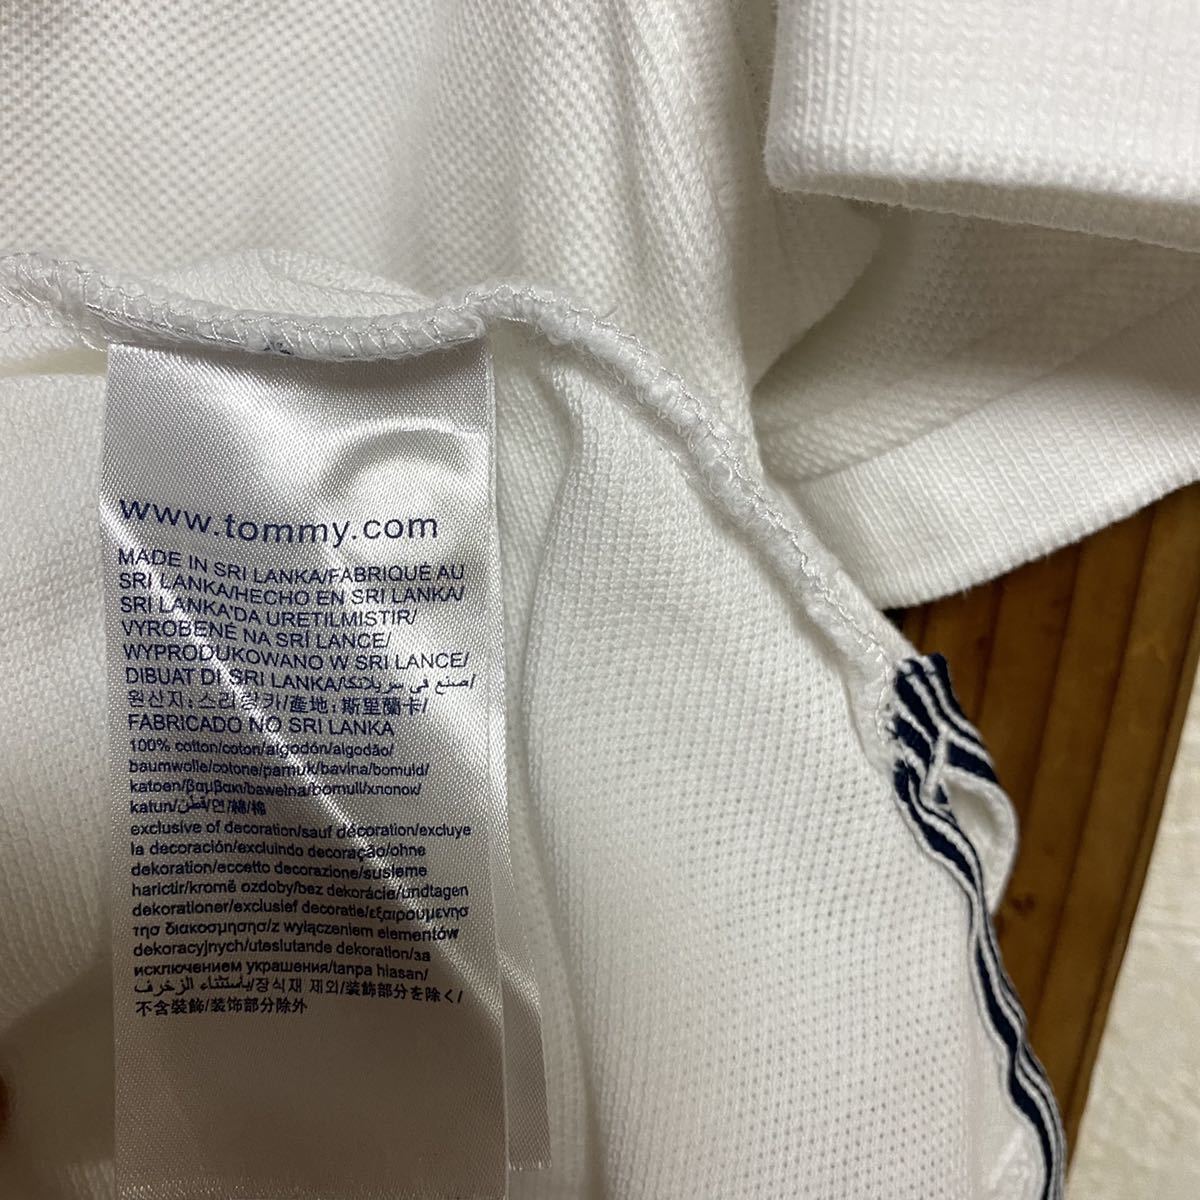 www.tommy.com
MADE IN SRI LANKA/FABRIQUÉ AU
SRI LANKA/HECHO EN SRI LANKA/
SRI LANKA'DA URETILMISTIR/
VYROBENÉ NA SRÍ LANCE/
WYPRODUKOWANO W SRI LANCE/
DIBUAT DI SRI LANKA/صنع في سريلانكا/
원산지:스리랑카/產地:斯里蘭卡/
FABRICADO NO SRI LANKA
100% cotton/coton/algodón/algodão/
baumwolle/cotone/pamuk/bavlna/bomuld/
katoen/βαμβακι/bawełna/bomull/хлопок/
katun/قطن/면/綿/棉
exclusive of decoration/sauf décoration/excluye
la decoración/excluindo decoração/ohne
dekoration/eccetto decorazione/susleme
harictir/kromě ozdoby/bez dekorácie/undtagen
dekorationer/exclusief decoratie/εξαιρουμενησ
τησ διακοσμησησ/z wyłączeniem elementów
dekoracyjnych/uteslutande dekoration/за
исключением украшения/tanpa hiasan/
باستثناء الزخرف/장식재 제외/装飾部分を除く/
不含裝飾/装饰部分除外